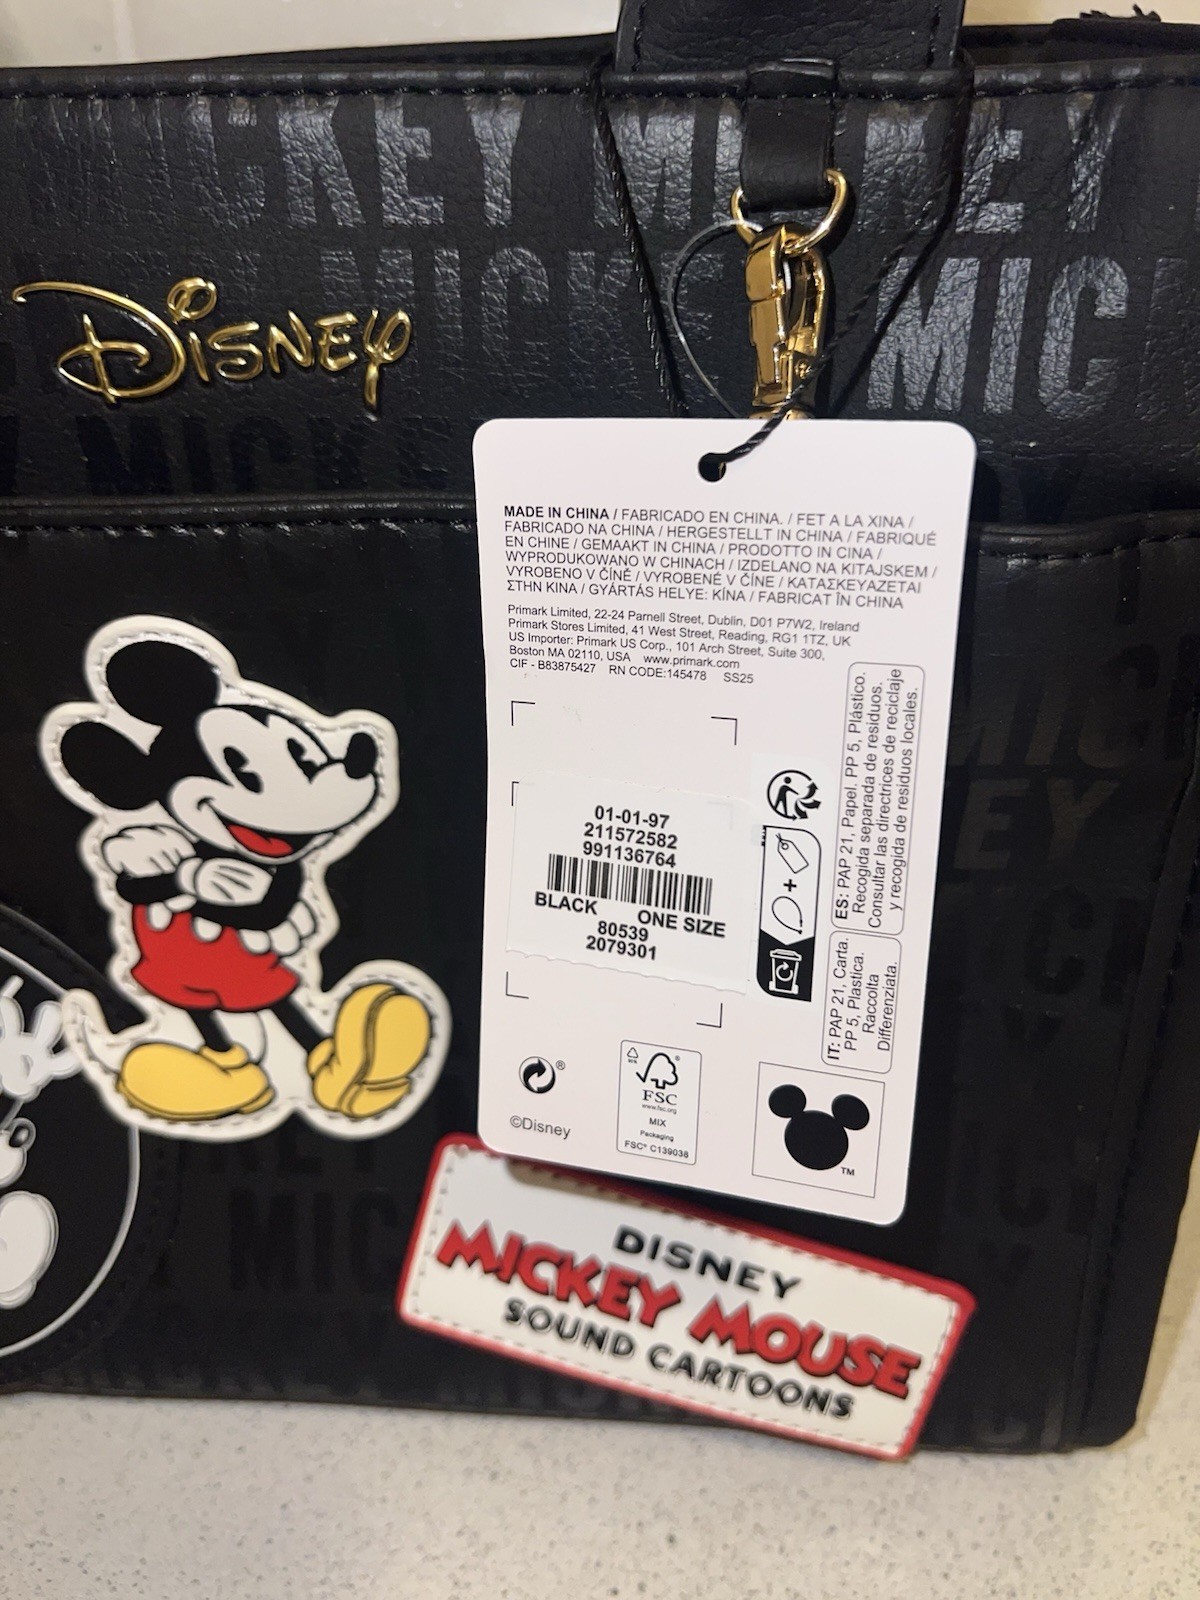 MICKEY MICKEY
MICKEY MIC
DISNEY
MICKE
MADE IN CHINA / FABRICADO EN CHINA. / FET A LA XINA /
FABRICADO NA CHINA / HERGESTELLT IN CHINA / FABRIQUÉ
EN CHINE / GEMAAKT IN CHINA / PRODOTTO IN CINA /
WYPRODUKOWANO W CHINACH / IZDELANO NA KITAJSKEM /
VYROBENO V ČÍNĚ / VYROBENÉ V ČÍNE / ΚΑΤΑΣΚΕΥΑΖΕΤΑΙ
ΣΤΗΝ ΚΙΝΑ / GYÁRTÁS HELYE: KÍNA / FABRICAT ÎN CHINA
Primark Limited, 22-24 Parnell Street, Dublin, D01 P7W2, Ireland
Primark Stores Limited, 41 West Street, Reading, RG1 1TZ, UK
US Importer: Primark US Corp., 101 Arch Street, Suite 300,
Boston MA 02110, USA www.primark.com
CIF - B83875427 RN CODE:145478 SS25
01-01-97
211572582
991136764
BLACK ONE SIZE
80539
2079301
ES: PAP 21, Papel. PP 5, Plástico.
Recogida separada de residuos.
Consultar las directrices de reciclaje
y recogida de residuos locales.
IT: PAP 21, Carta.
PP 5, Plastica.
Raccolta
Differenziata.
®
©Disney
®
FSC
www.fsc.org
MIX
Packaging
FSC® C139038
TM
DISNEY
MICKEY MOUSE
SOUND CARTOONS